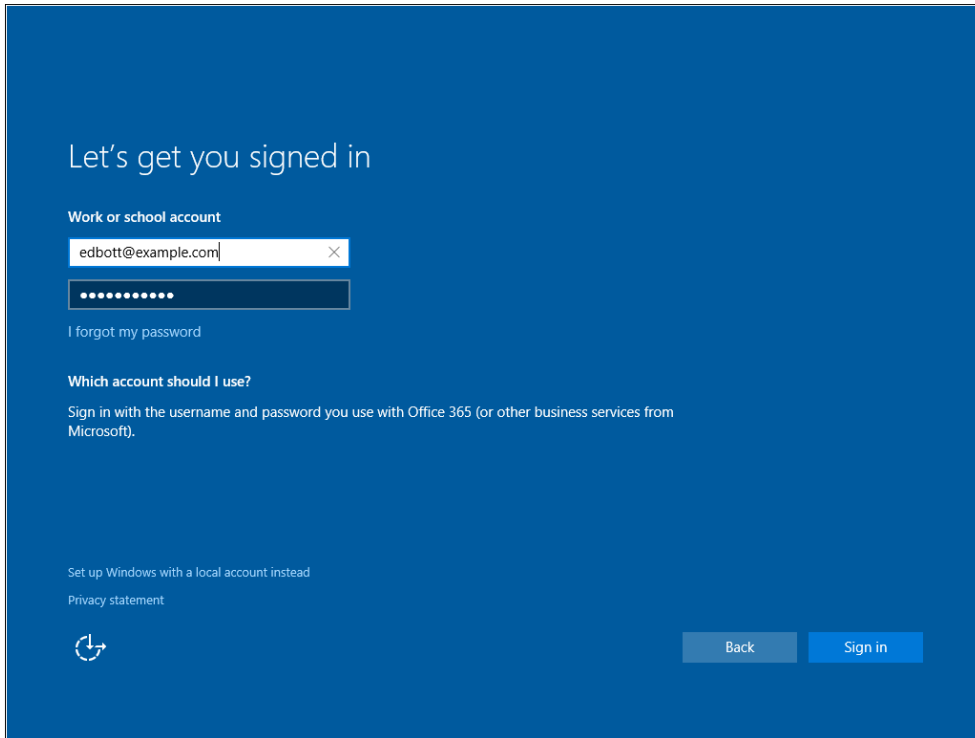 Let's get you signed in
Work or school account
edbott@example.com
●●●●●●●●●●●
I forgot my password
Which account should I use?
Sign in with the username and password you use with Office 365 (or other business services from
Microsoft).
Set up Windows with a local account instead
Privacy statement
Back
Sign in